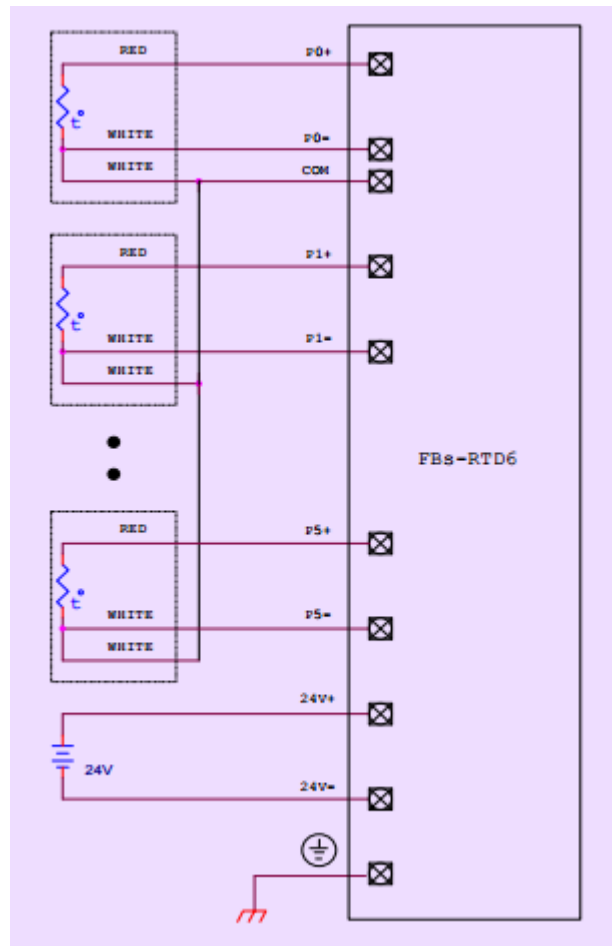 RED P0+
t°
WHITE P0-
WHITE COM
RED P1+
t°
WHITE P1-
WHITE
FBs-RTD6
RED P5+
t°
WHITE P5-
WHITE
24V+
24V
24V-